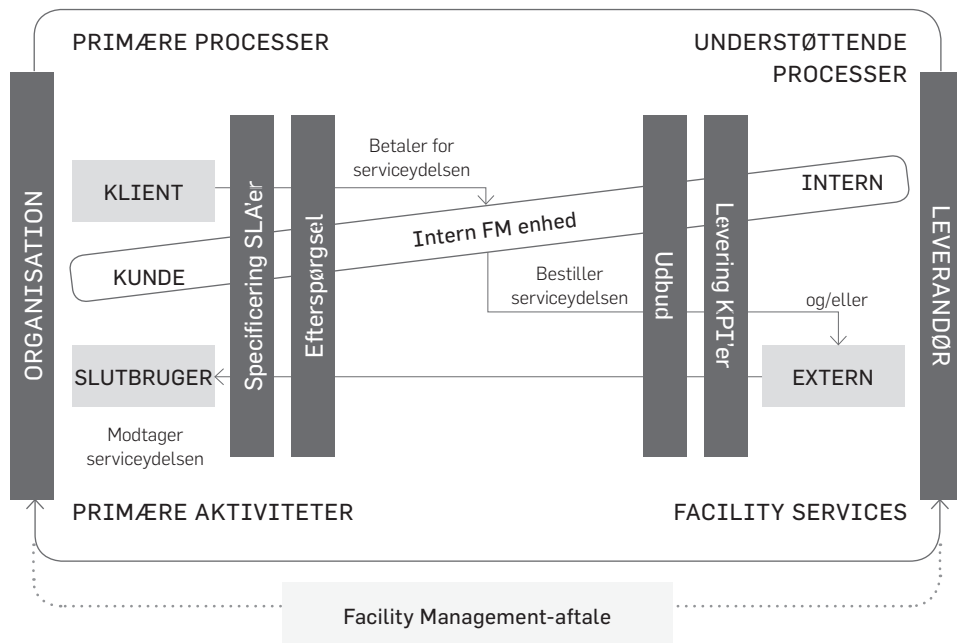 PRIMÆRE PROCESSER
UNDERSTØTTENDE
PROCESSER
ORGANISATION
LEVERANDØR
KLIENT
Specificering SLA'er
Efterspørgsel
Betaler for
serviceydelsen
Udbud
Levering KPI'er
INTERN
Intern FM enhed
KUNDE
Bestiller
serviceydelsen
og/eller
SLUTBRUGER
EXTERN
Modtager
serviceydelsen
PRIMÆRE AKTIVITETER
FACILITY SERVICES
Facility Management-aftale